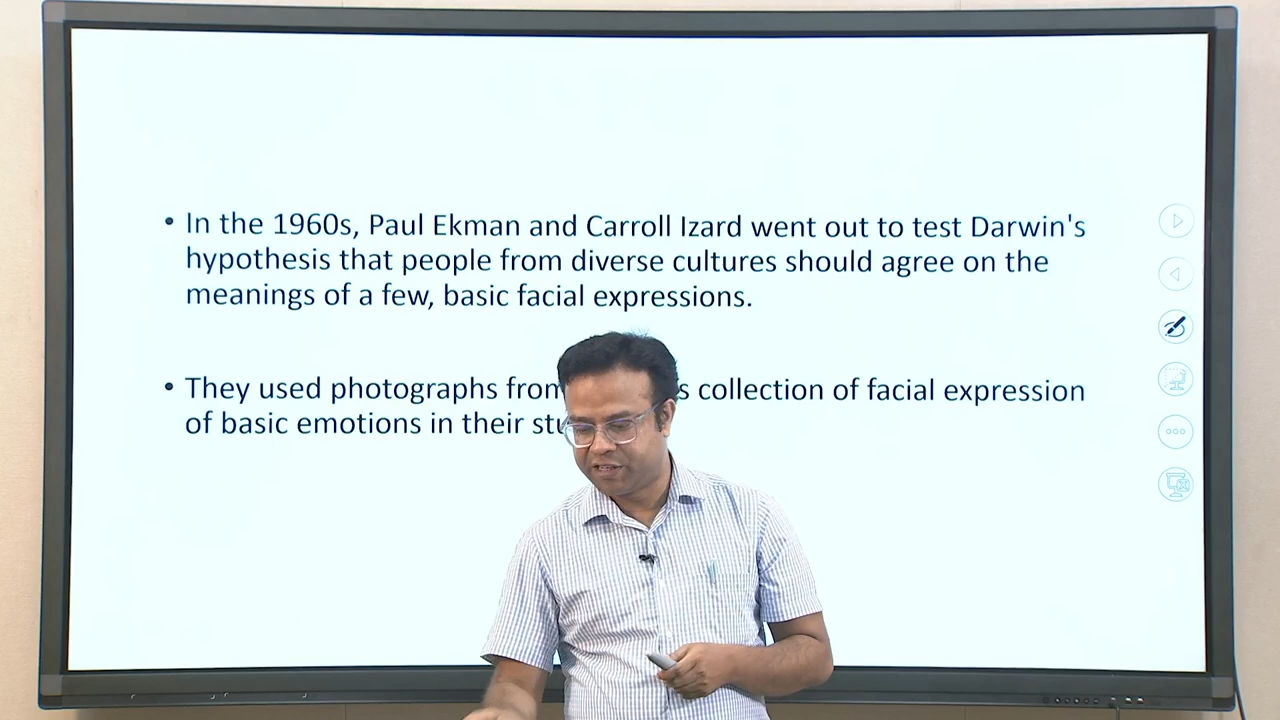 • In the 1960s, Paul Ekman and Carroll Izard went out to test Darwin's
hypothesis that people from diverse cultures should agree on the
meanings of a few, basic facial expressions.
• They used photographs from collection of facial expression
of basic emotions in their